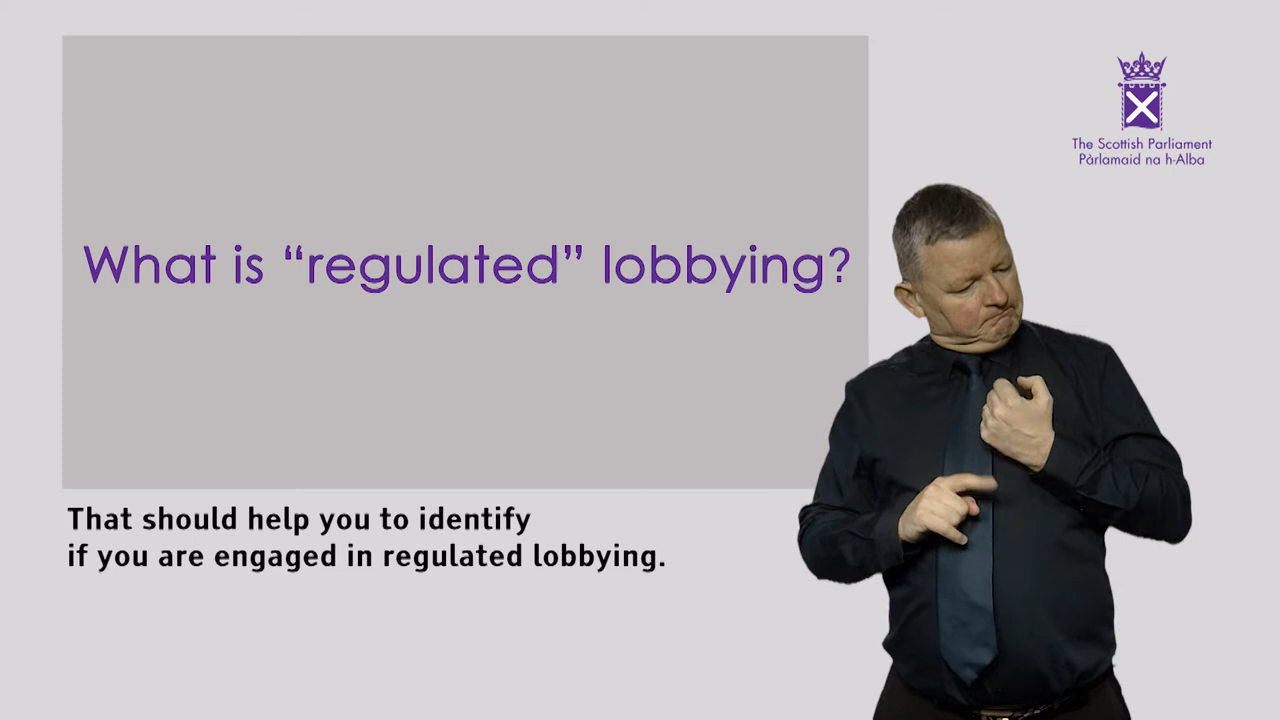 What is “regulated” lobbying?
The Scottish Parliament
Pàrlamaid na h-Alba
That should help you to identify
if you are engaged in regulated lobbying.